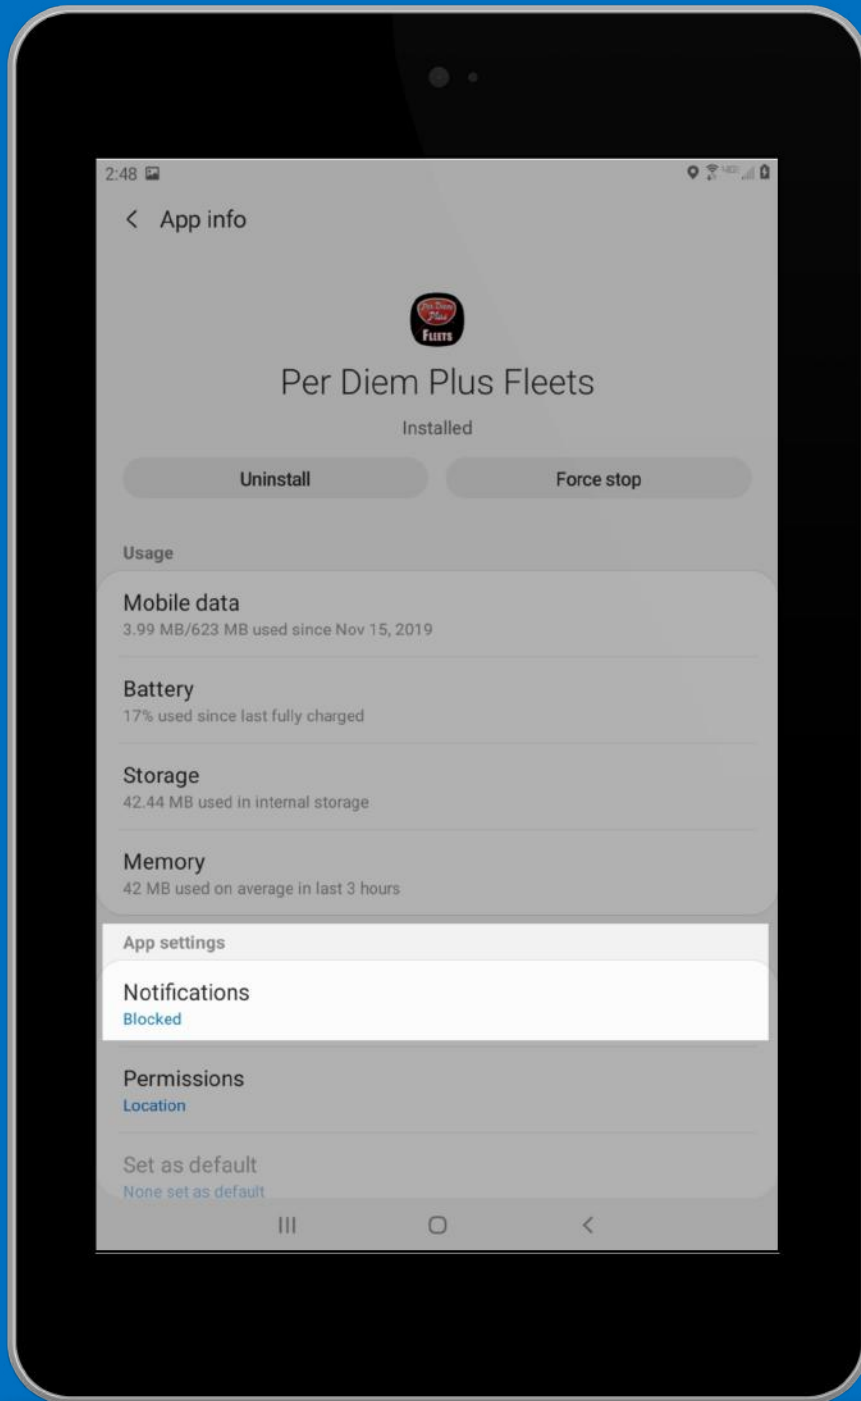 2:48
App info
Per Diem
Plus
FLEETS
Per Diem Plus Fleets
Installed
Uninstall
Force stop
Usage
Mobile data
3.99 MB/623 MB used since Nov 15, 2019
Battery
17% used since last fully charged
Storage
42.44 MB used in internal storage
Memory
42 MB used on average in last 3 hours
App settings
Notifications
Blocked
Permissions
Location
Set as default
None set as default